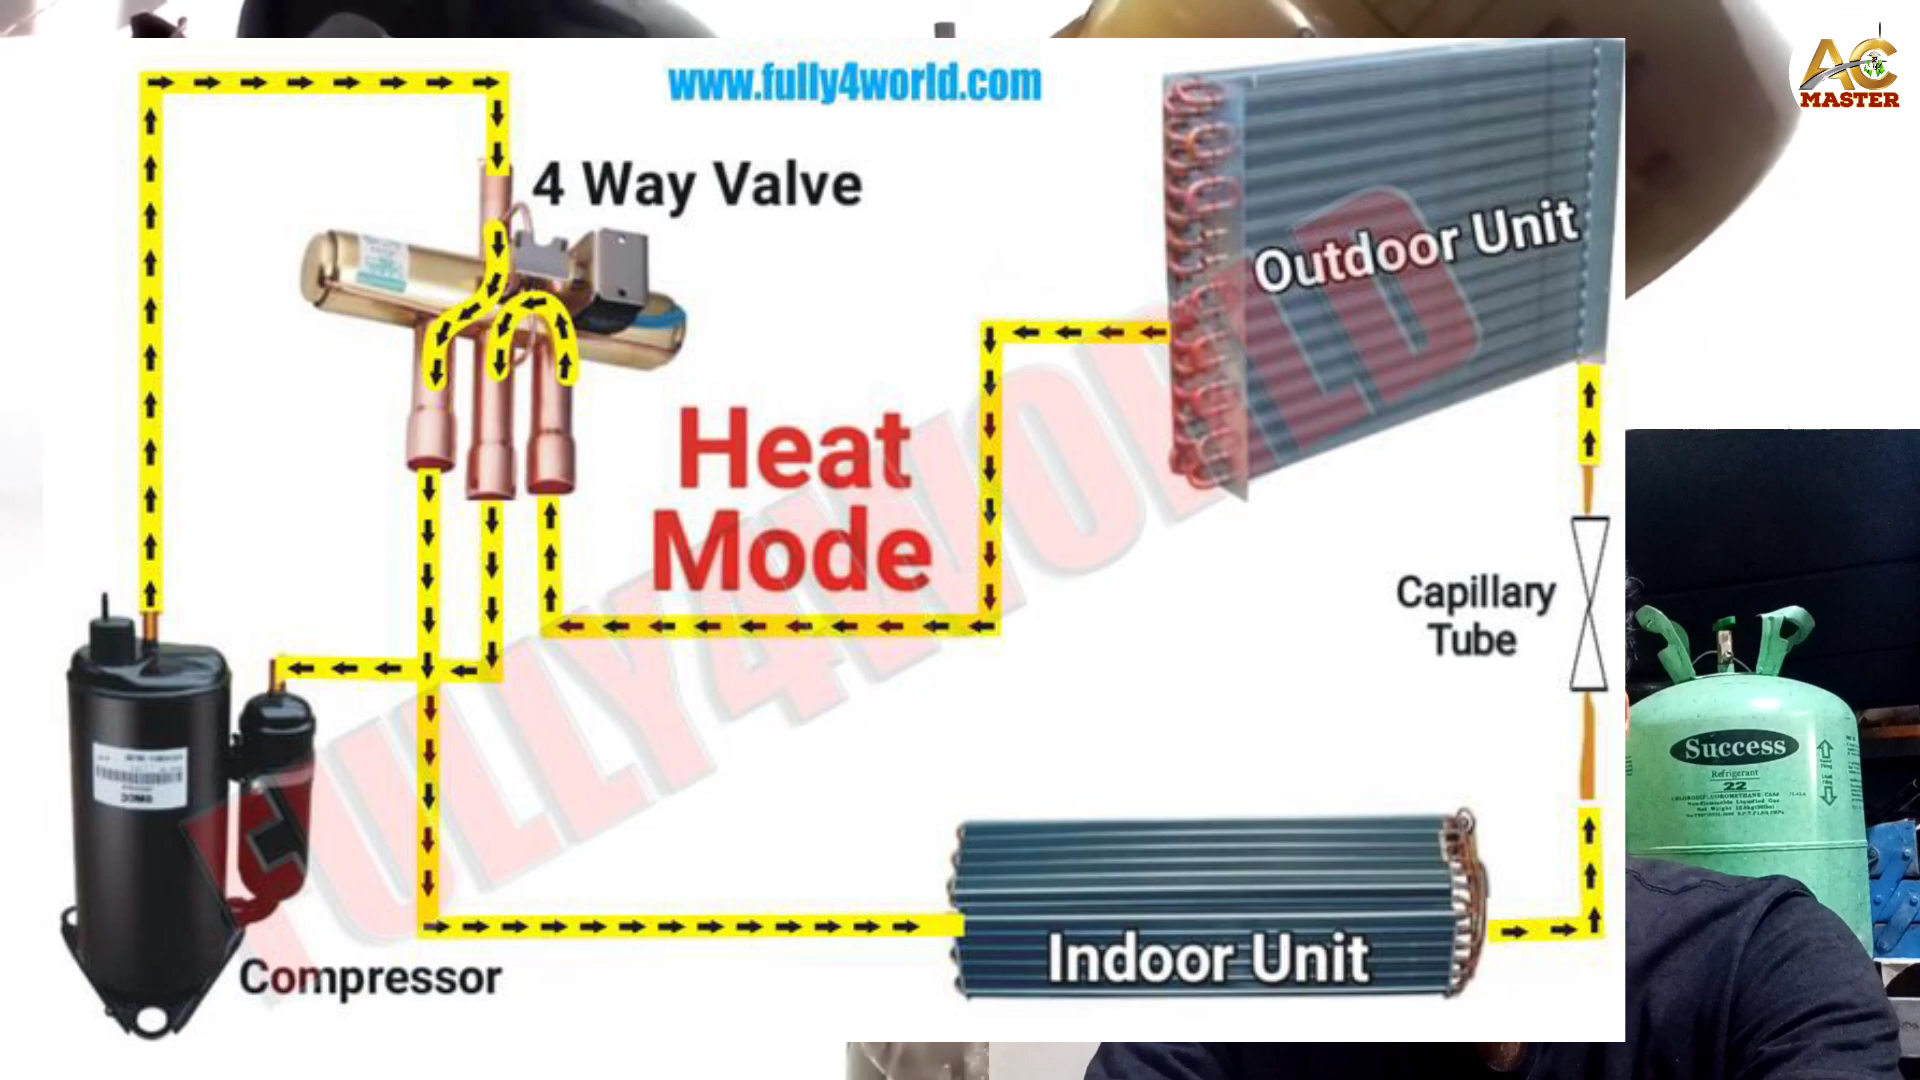 www.fully4world.com
AC
MASTER
4 Way Valve
Outdoor Unit
Heat
Mode
FULLY4WORLD
Capillary
Tube
Success
Refrigerant
22
Indoor Unit
Compressor